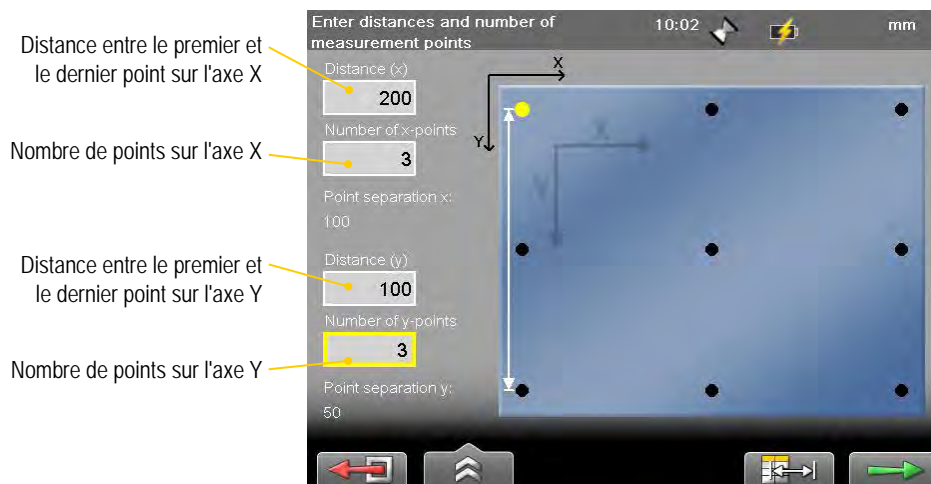 Distance entre le premier et
le dernier point sur l'axe X
Nombre de points sur l'axe X
Distance entre le premier et
le dernier point sur l'axe Y
Nombre de points sur l'axe Y
Enter distances and number of
measurement points
10:02
mm
Distance (x)
200
Number of x-points
3
Point separation x:
100
Distance (y)
100
Number of y-points
3
Point separation y:
50
X
Y
X
Y